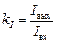 k_I = I_вых / I_вх